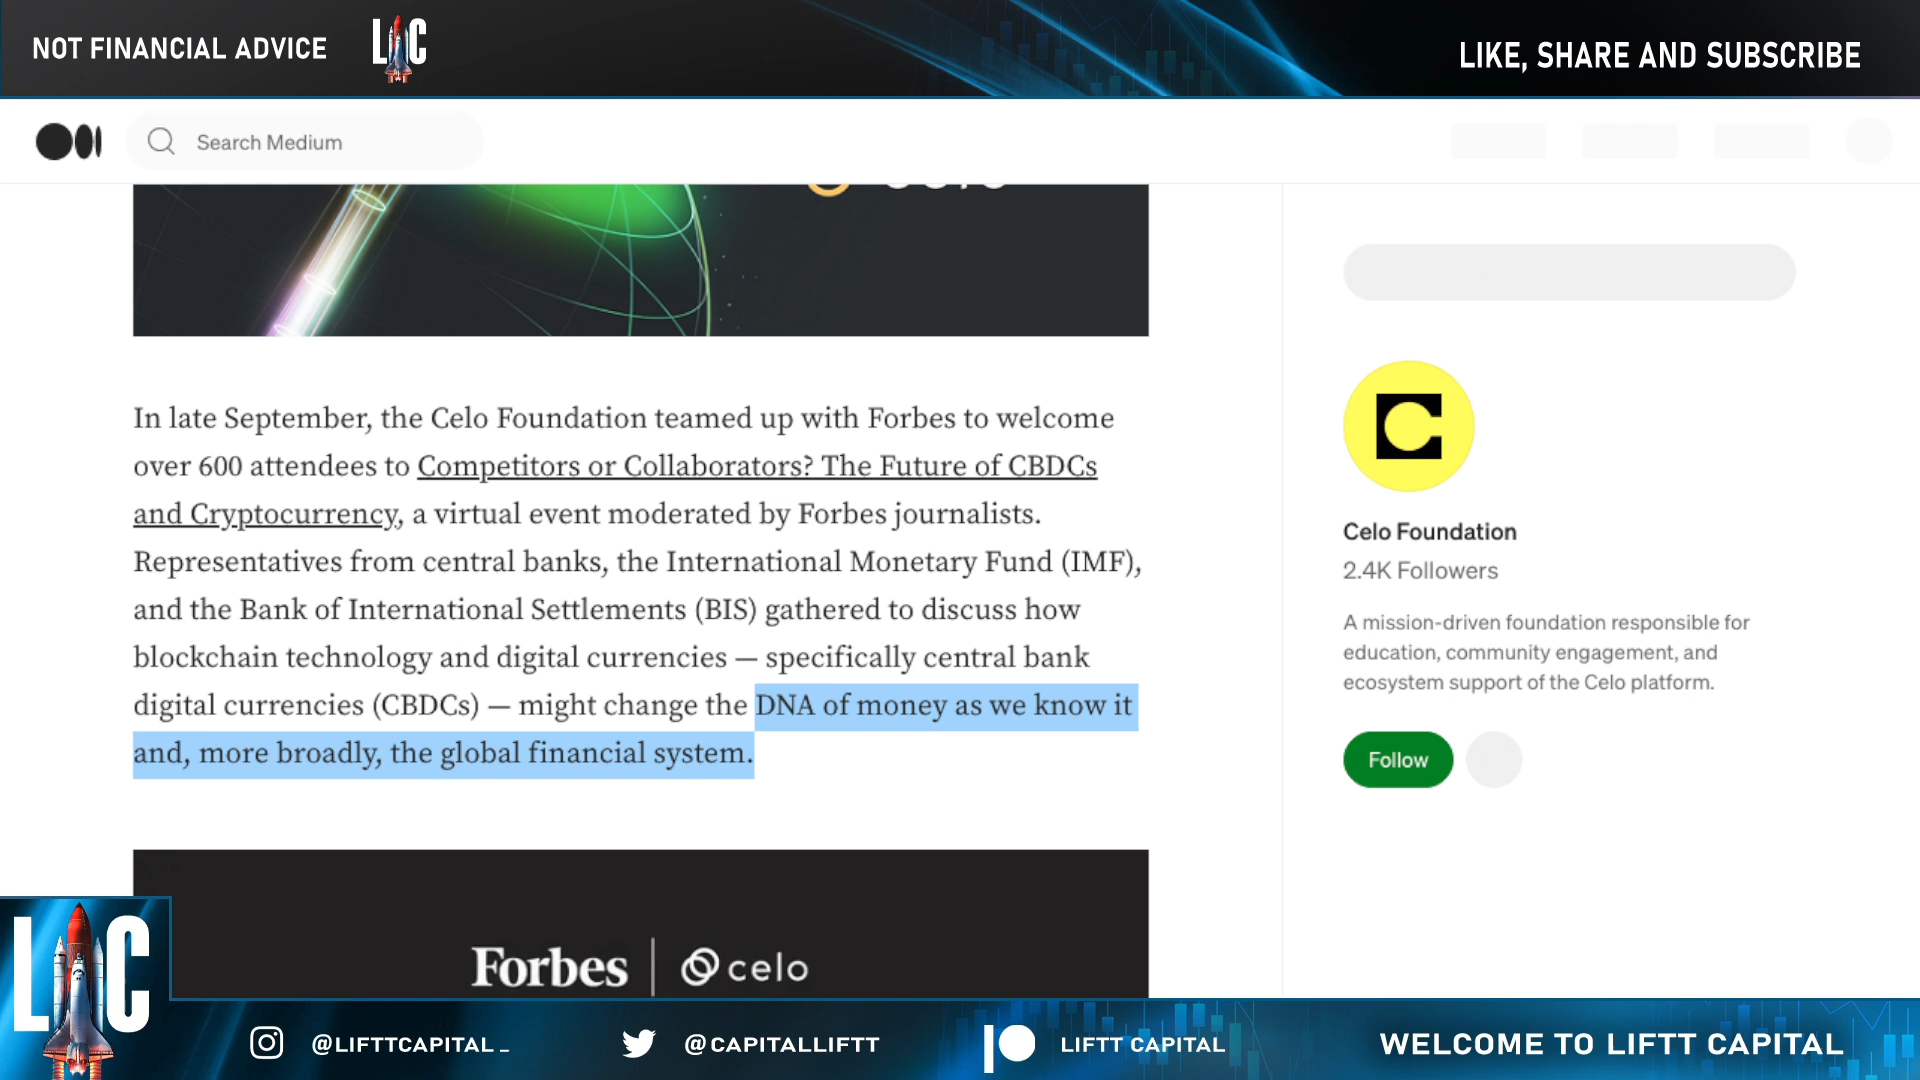 NOT FINANCIAL ADVICE
LC
LIKE, SHARE AND SUBSCRIBE
Search Medium
In late September, the Celo Foundation teamed up with Forbes to welcome
over 600 attendees to Competitors or Collaborators? The Future of CBDCs
and Cryptocurrency, a virtual event moderated by Forbes journalists.
Representatives from central banks, the International Monetary Fund (IMF),
and the Bank of International Settlements (BIS) gathered to discuss how
blockchain technology and digital currencies — specifically central bank
digital currencies (CBDCs) — might change the DNA of money as we know it
and, more broadly, the global financial system.
Forbes | celo
Celo Foundation
2.4K Followers
A mission-driven foundation responsible for
education, community engagement, and
ecosystem support of the Celo platform.
Follow
LC
@LIFTTCAPITAL_
@CAPITALLIFTT
LIFTT CAPITAL
WELCOME TO LIFTT CAPITAL